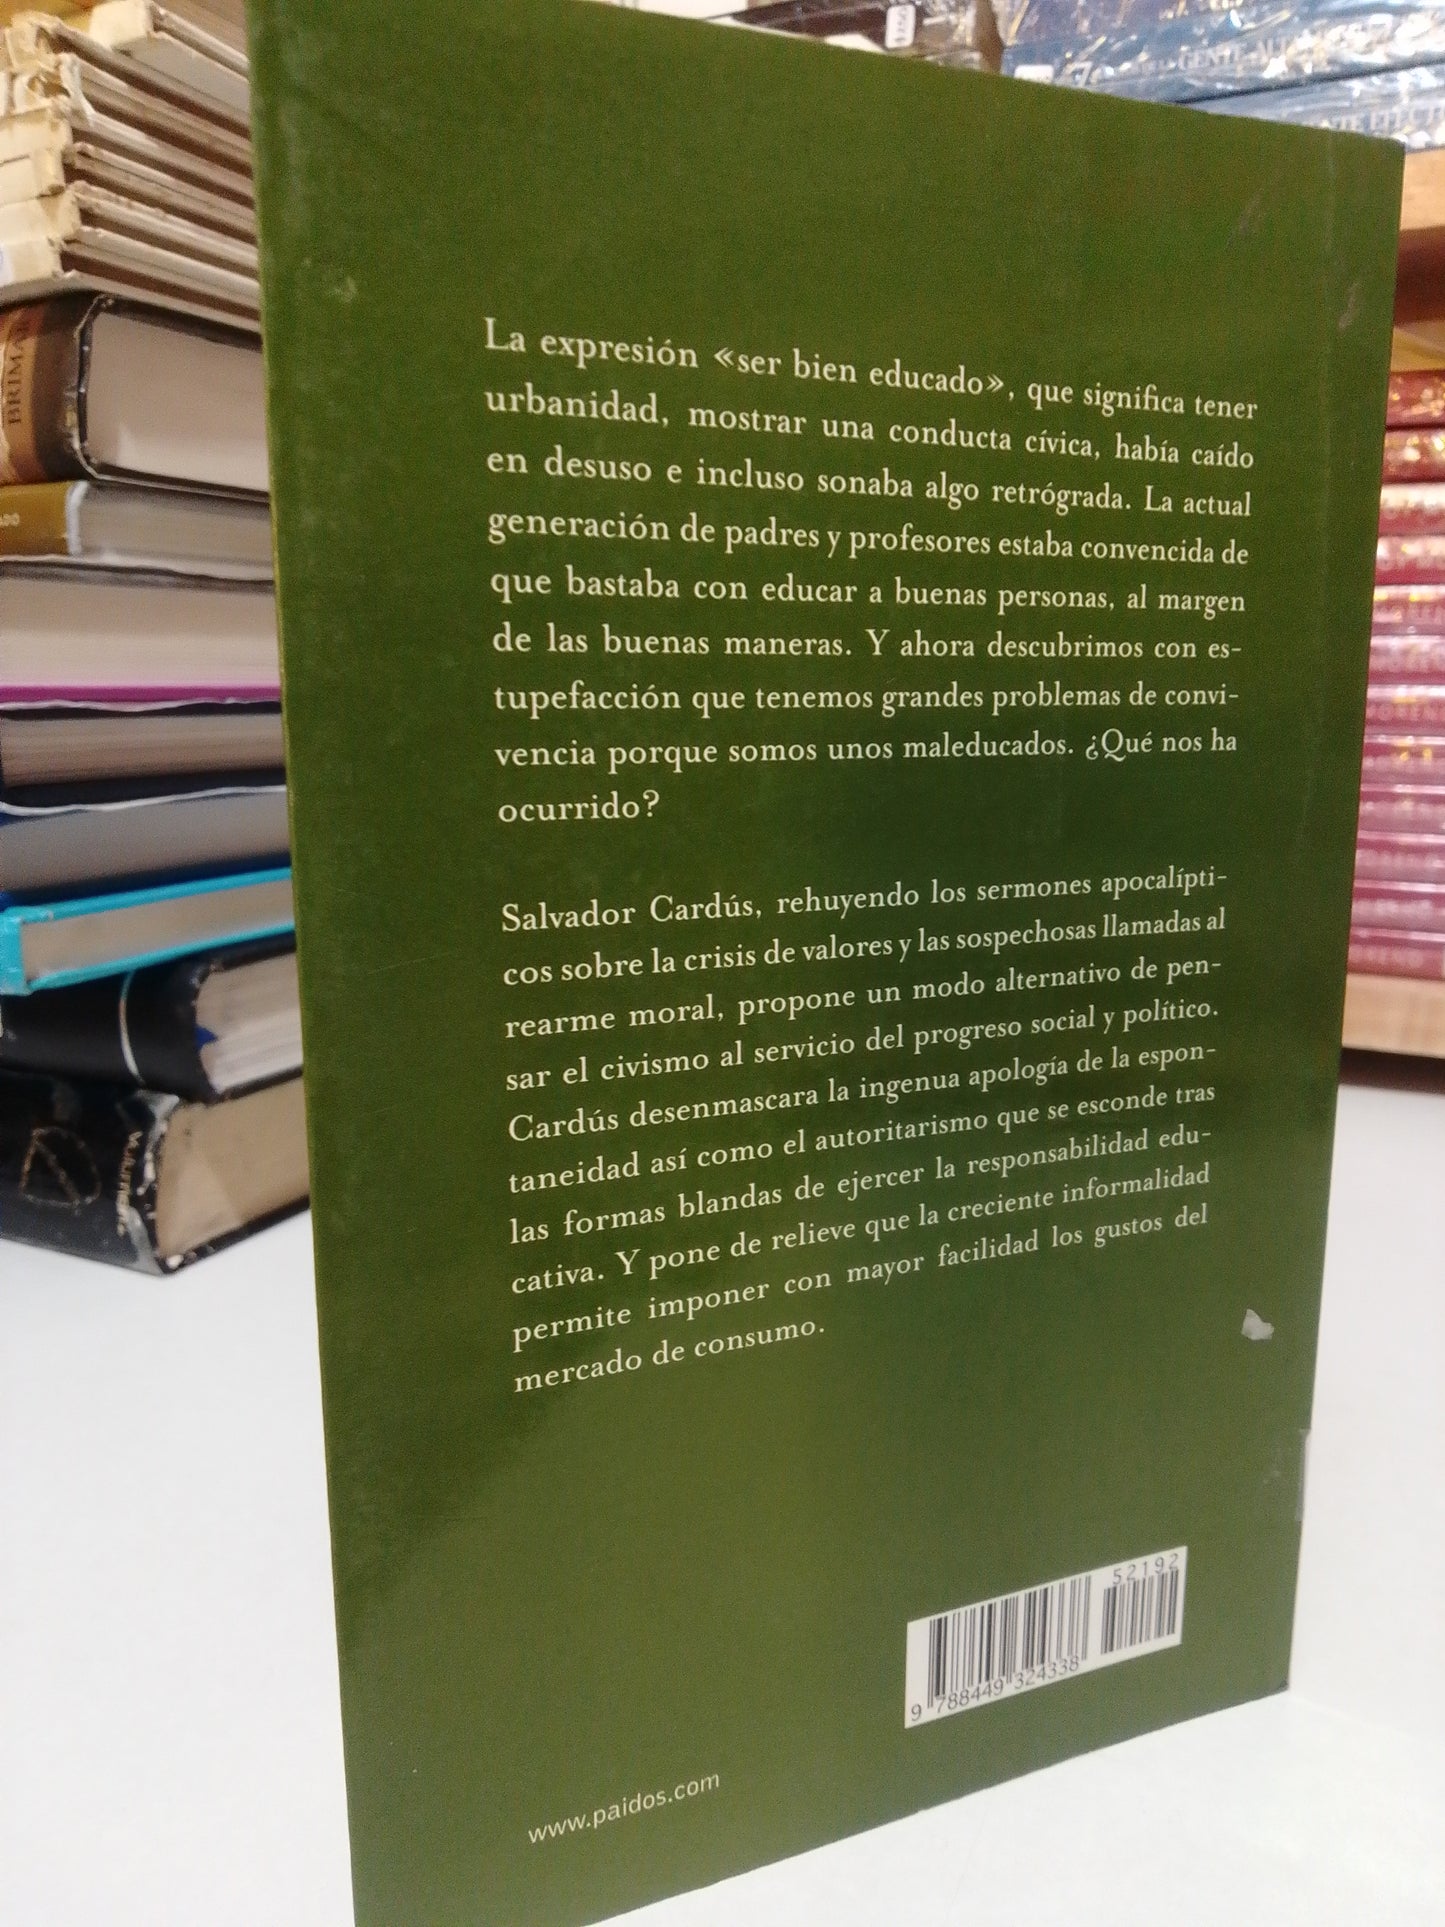 La expresión «ser bien educado», que significa tener
urbanidad, mostrar una conducta cívica, había caído
en desuso e incluso sonaba algo retrógrada. La actual
generación de padres y profesores estaba convencida de
que bastaba con educar a buenas personas, al margen
de las buenas maneras. Y ahora descubrimos con es-
tupefacción que tenemos grandes problemas de convi-
vencia porque somos unos maleducados. ¿Qué nos ha
ocurrido?
Salvador Cardús, rehuyendo los sermones apocalípti-
cos sobre la crisis de valores y las sospechosas llamadas al
rearme moral, propone un modo alternativo de pen-
sar el civismo al servicio del progreso social y político.
Cardús desenmascara la ingenua apología de la espon-
taneidad así como el autoritarismo que se esconde tras
las formas blandas de ejercer la responsabilidad edu-
cativa. Y pone de relieve que la creciente informalidad
permite imponer con mayor facilidad los gustos del
mercado de consumo.
52192
9 788449 324338
www.paidos.com